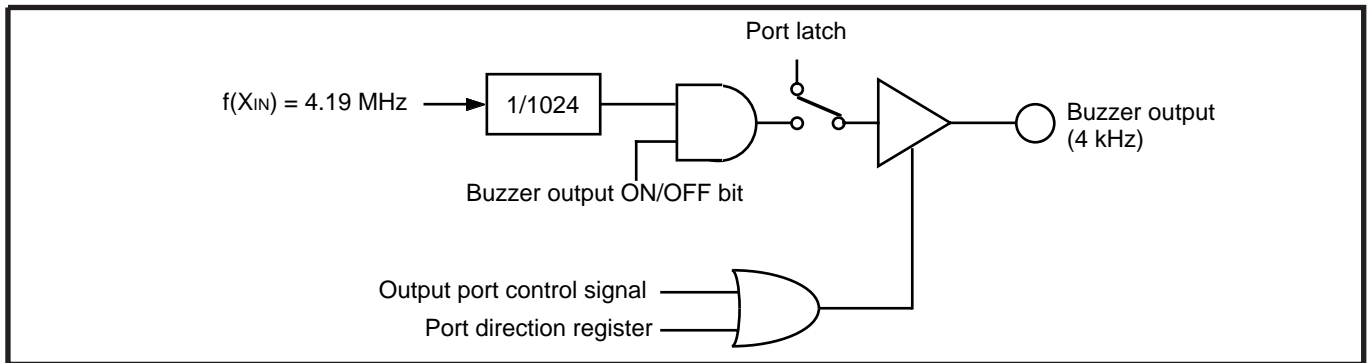 Port latch
f(XIN) = 4.19 MHz
1/1024
Buzzer output
(4 kHz)
Buzzer output ON/OFF bit
Output port control signal
Port direction register